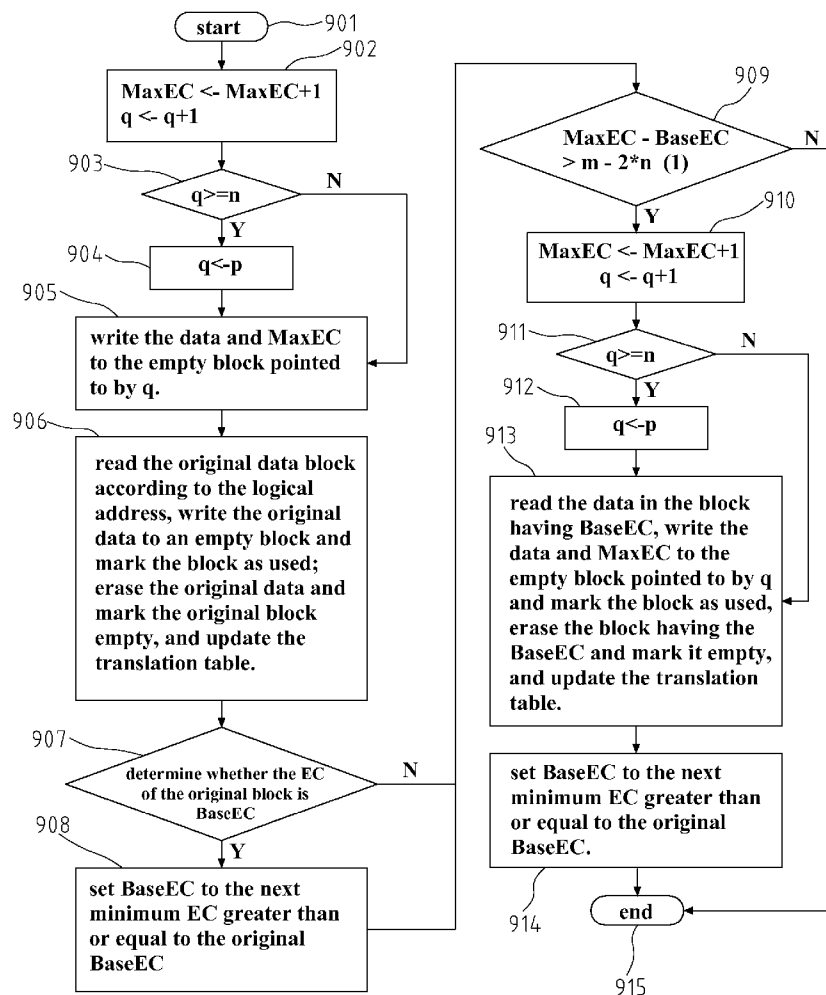 901
start
902
MaxEC <- MaxEC+1
q <- q+1
903
q>=n
N
Y
904
q<-p
905
write the data and MaxEC
to the empty block pointed
to by q.
906
read the original data block
according to the logical
address, write the original
data to an empty block and
mark the block as used;
erase the original data and
mark the original block
empty, and update the
translation table.
907
determine whether the EC
of the original block is
BaseEC
N
Y
908
set BaseEC to the next
minimum EC greater than
or equal to the original
BaseEC
909
MaxEC - BaseEC
> m - 2*n (1)
N
Y
910
MaxEC <- MaxEC+1
q <- q+1
911
q>=n
N
Y
912
q<-p
913
read the data in the block
having BaseEC, write the
data and MaxEC to the
empty block pointed to by q
and mark the block as used,
erase the block having the
BaseEC and mark it empty,
and update the translation
table.
set BaseEC to the next
minimum EC greater than
or equal to the original
BaseEC.
914
end
915